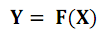 Y = F(X)